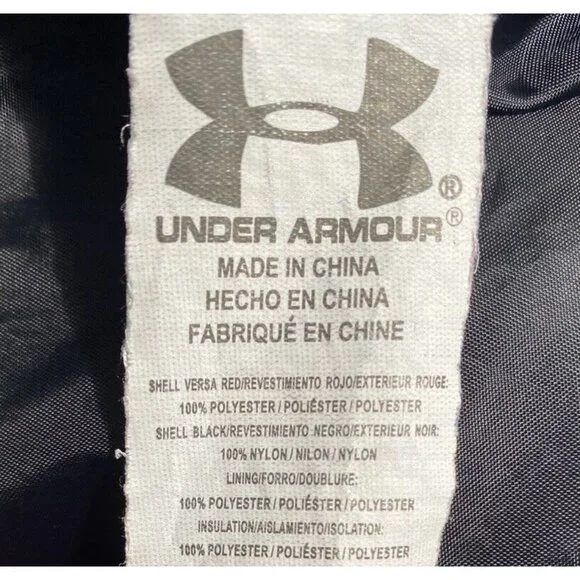 ®
UNDER ARMOUR®
MADE IN CHINA
HECHO EN CHINA
FABRIQUÉ EN CHINE
SHELL VERSA RED/REVESTIMIENTO ROJO/EXTERIEUR ROUGE:
100% POLYESTER / POLIÉSTER / POLYESTER
SHELL BLACK/REVESTIMIENTO NEGRO/EXTERIEUR NOIR:
100% NYLON / NILON / NYLON
LINING/FORRO/DOUBLURE:
100% POLYESTER / POLIÉSTER / POLYESTER
INSULATION/AISLAMIENTO/ISOLATION:
100% POLYESTER / POLIÉSTER / POLYESTER